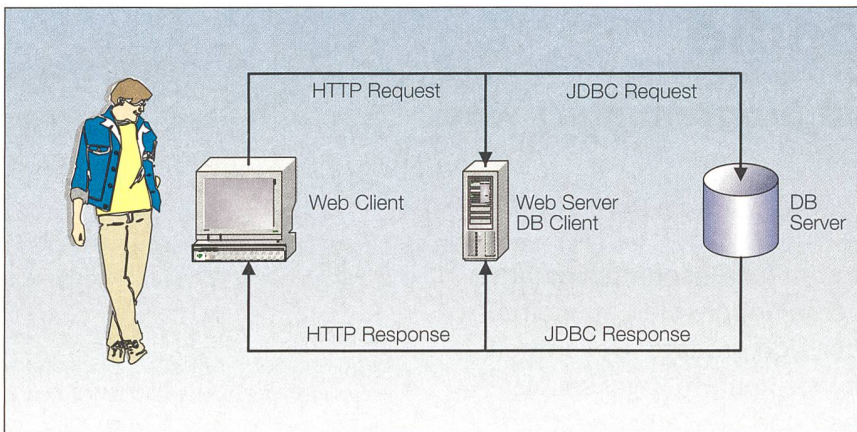 HTTP Request
JDBC Request
Web Client
Web Server
DB Client
DB
Server
HTTP Response
JDBC Response